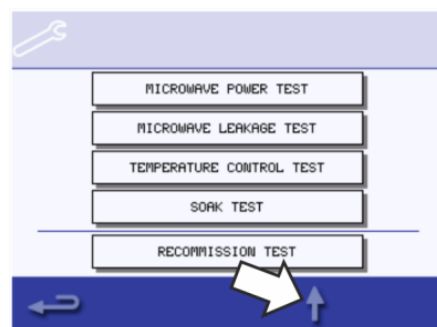 MICROWAVE POWER TEST
MICROWAVE LEAKAGE TEST
TEMPERATURE CONTROL TEST
SOAK TEST
RECOMMISSION TEST